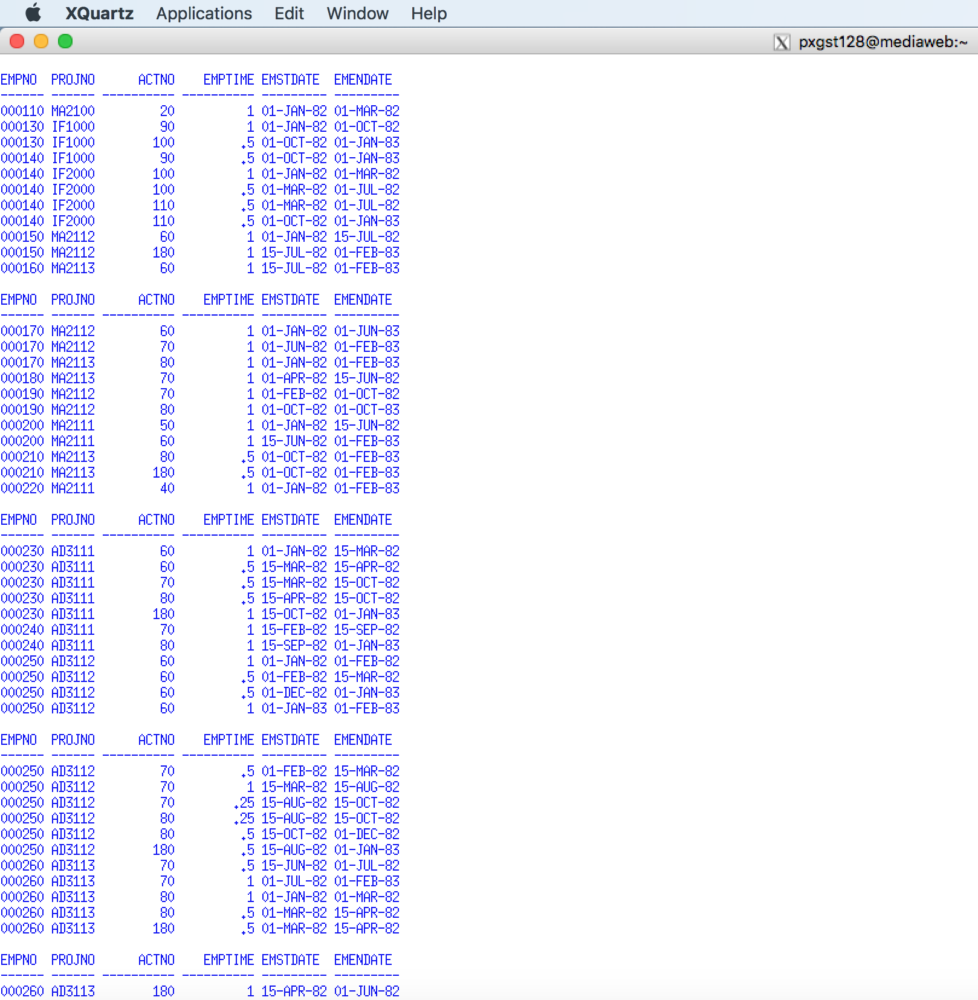 XQuartz Applications Edit Window Help
pxgst128@mediaweb:~
EMPNO  PROJNO      ACTNO    EMPTIME EMSTDATE  EMENDATE
------ ------ ---------- ---------- --------- ---------
000110 MA2100         20          1 01-JAN-82 01-MAR-82
000130 IF1000         90          1 01-JAN-82 01-OCT-82
000130 IF1000        100         .5 01-OCT-82 01-JAN-83
000140 IF1000         90         .5 01-OCT-82 01-JAN-83
000140 IF2000        100          1 01-JAN-82 01-MAR-82
000140 IF2000        100         .5 01-MAR-82 01-JUL-82
000140 IF2000        110         .5 01-MAR-82 01-JUL-82
000140 IF2000        110         .5 01-OCT-82 01-JAN-83
000150 MA2112         60          1 01-JAN-82 15-JUL-82
000150 MA2112        180          1 15-JUL-82 01-FEB-83
000160 MA2113         60          1 15-JUL-82 01-FEB-83
EMPNO  PROJNO      ACTNO    EMPTIME EMSTDATE  EMENDATE
------ ------ ---------- ---------- --------- ---------
000170 MA2112         60          1 01-JAN-82 01-JUN-83
000170 MA2112         70          1 01-JUN-82 01-FEB-83
000170 MA2113         80          1 01-JAN-82 01-FEB-83
000180 MA2113         70          1 01-APR-82 15-JUN-82
000190 MA2112         70          1 01-FEB-82 01-OCT-82
000190 MA2112         80          1 01-OCT-82 01-OCT-83
000200 MA2111         50          1 01-JAN-82 15-JUN-82
000200 MA2111         60          1 15-JUN-82 01-FEB-83
000210 MA2113         80         .5 01-OCT-82 01-FEB-83
000210 MA2113        180         .5 01-OCT-82 01-FEB-83
000220 MA2111         40          1 01-JAN-82 01-FEB-83
EMPNO  PROJNO      ACTNO    EMPTIME EMSTDATE  EMENDATE
------ ------ ---------- ---------- --------- ---------
000230 AD3111         60          1 01-JAN-82 15-MAR-82
000230 AD3111         60         .5 15-MAR-82 15-APR-82
000230 AD3111         70         .5 15-MAR-82 15-OCT-82
000230 AD3111         80         .5 15-APR-82 15-OCT-82
000230 AD3111        180          1 15-OCT-82 01-JAN-83
000240 AD3111         70          1 15-FEB-82 15-SEP-82
000240 AD3111         80          1 15-SEP-82 01-JAN-83
000250 AD3112         60          1 01-JAN-82 01-FEB-82
000250 AD3112         60         .5 01-FEB-82 15-MAR-82
000250 AD3112         60         .5 01-DEC-82 01-JAN-83
000250 AD3112         60          1 01-JAN-83 01-FEB-83
EMPNO  PROJNO      ACTNO    EMPTIME EMSTDATE  EMENDATE
------ ------ ---------- ---------- --------- ---------
000250 AD3112         70         .5 01-FEB-82 15-MAR-82
000250 AD3112         70          1 15-MAR-82 15-AUG-82
000250 AD3112         70        .25 15-AUG-82 15-OCT-82
000250 AD3112         80        .25 15-AUG-82 15-OCT-82
000250 AD3112         80         .5 15-OCT-82 01-DEC-82
000250 AD3112        180         .5 15-AUG-82 01-JAN-83
000260 AD3113         70         .5 15-JUN-82 01-JUL-82
000260 AD3113         70          1 01-JUL-82 01-FEB-83
000260 AD3113         80          1 01-JAN-82 01-MAR-82
000260 AD3113         80         .5 01-MAR-82 15-APR-82
000260 AD3113        180         .5 01-MAR-82 15-APR-82
EMPNO  PROJNO      ACTNO    EMPTIME EMSTDATE  EMENDATE
------ ------ ---------- ---------- --------- ---------
000260 AD3113        180          1 15-APR-82 01-JUN-82